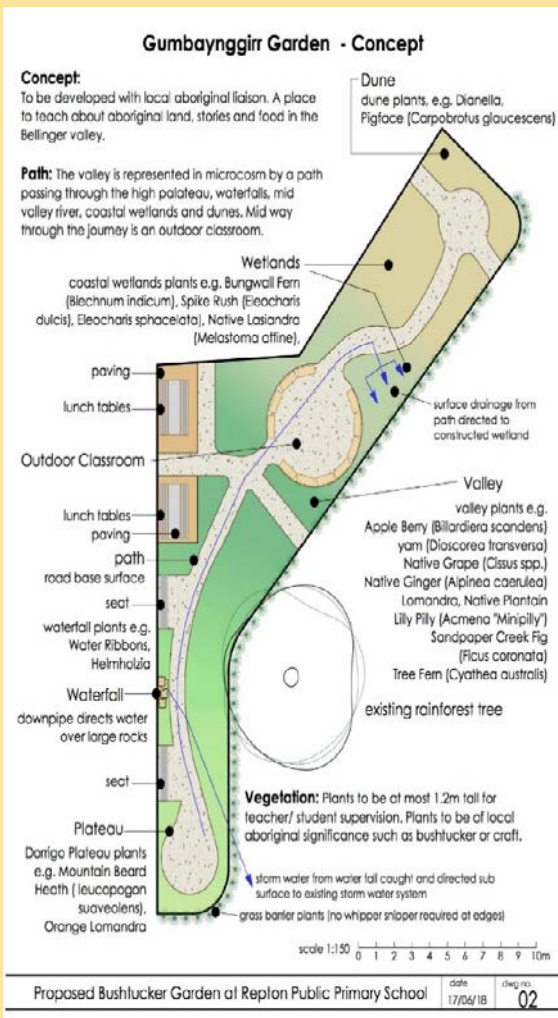 Gumbaynggirr Garden - Concept
Concept:
To be developed with local aboriginal liaison. A place
to teach about aboriginal land, stories and food in the
Bellinger valley.
Path: The valley is represented in microcosm by a path
passing through the high palateau, waterfalls, mid
valley river, coastal wetlands and dunes. Mid way
through the journey is an outdoor classroom.
Dune
dune plants, e.g. Dianella,
Pigface (Carpobrotus glaucescens)
Wetlands
coastal wetlands plants e.g. Bungwall Fern
(Blechnum indicum), Spike Rush (Eleocharis
dulcis), Eleocharis sphacelata), Native Lasiandra
(Melastoma affine),
paving
lunch tables
surface drainage from
path directed to
constructed wetland
Outdoor Classroom
lunch tables
paving
path
road base surface
seat
waterfall plants e.g.
Water Ribbons,
Helmholzia
Waterfall
downpipe directs water
over large rocks
seat
Plateau
Dorrigo Plateau plants
e.g. Mountain Beard
Heath ( leucopogon
suaveolens),
Orange Lomandra
Valley
valley plants e.g.
Apple Berry (Billardiera scandens)
yam (Dioscorea transversa)
Native Grape (Cissus spp.)
Native Ginger (Alpinea caerulea)
Lomandra, Native Plantain
Lilly Pilly (Acmena "Minipilly")
Sandpaper Creek Fig
(Ficus coronata)
Tree Fern (Cyathea australis)
existing rainforest tree
Vegetation: Plants to be at most 1.2m tall for
teacher/ student supervision. Plants to be of local
aboriginal significance such as bushtucker or craft.
storm water from water fall caught and directed sub
surface to existing storm water system
grass barrier plants (no whipper snipper required at edges)
scale 1:150 0 1 2 3 4 5 6 7 8 9 10m
Proposed Bushtucker Garden at Repton Public Primary School
date
17/06/18
dwg no.
02